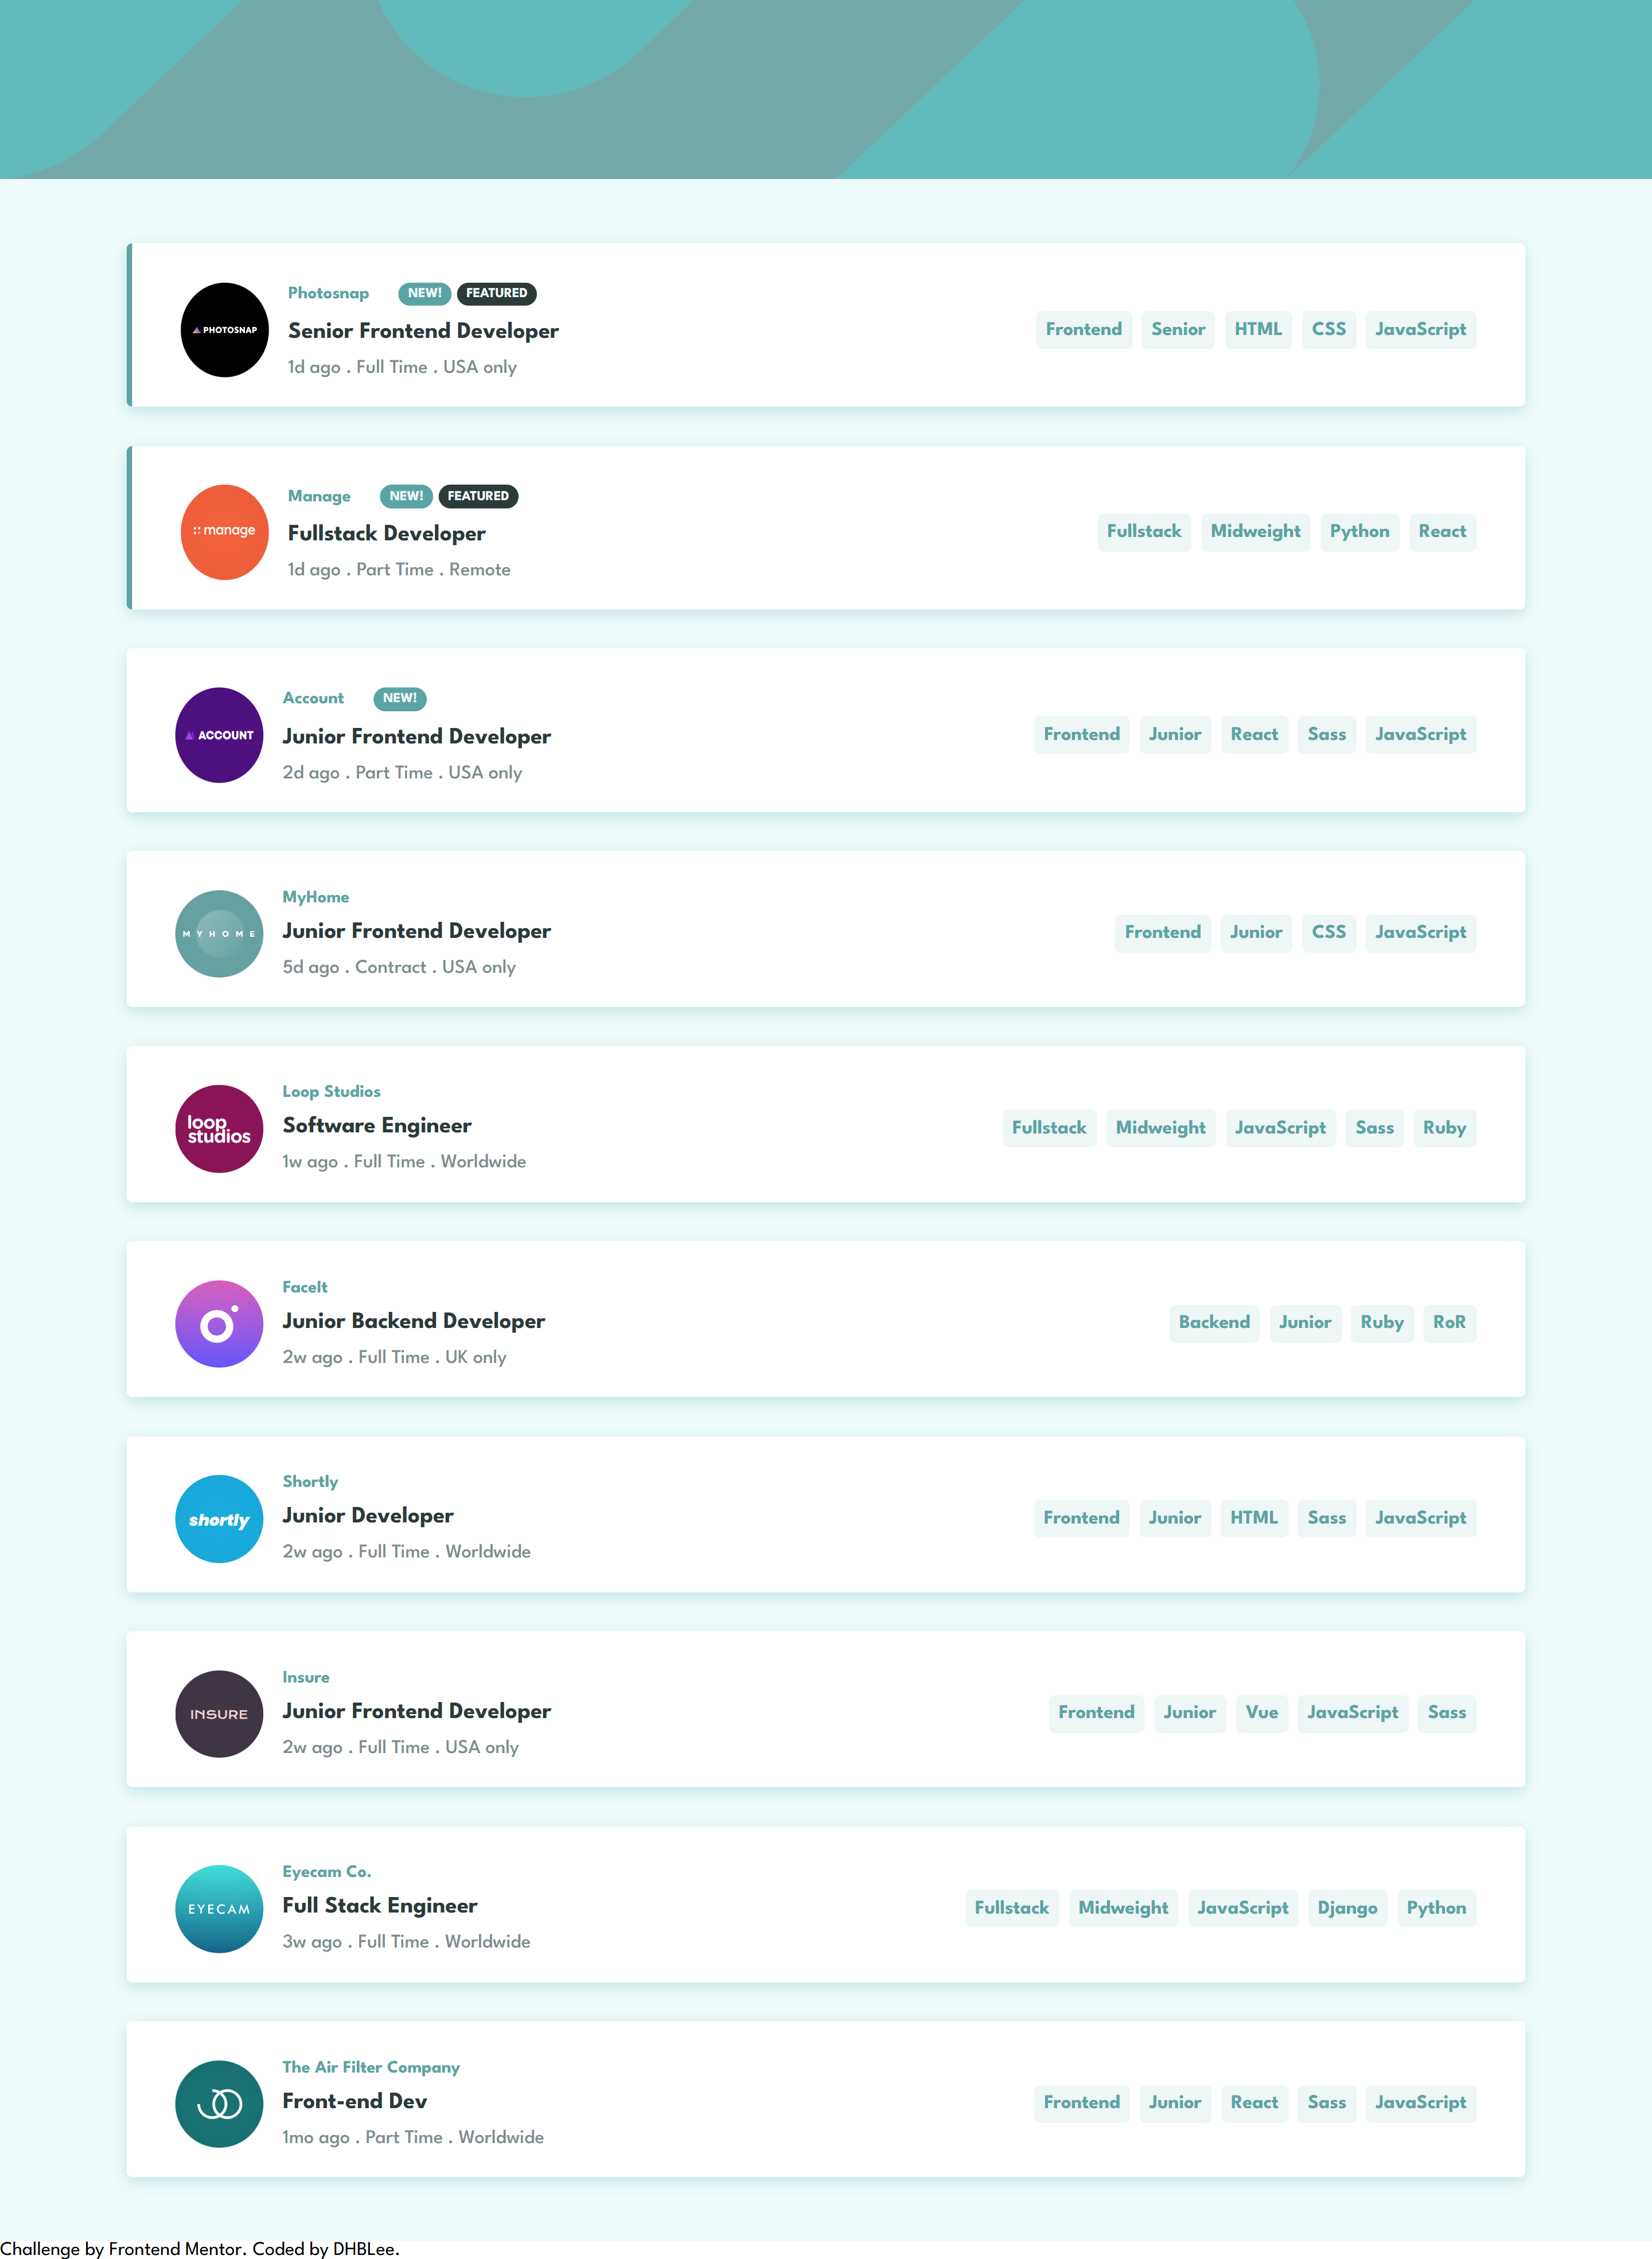 Photosnap NEW! FEATURED
PHOTOSNAP
Senior Frontend Developer
1d ago . Full Time . USA only
Frontend Senior HTML CSS JavaScript
Manage NEW! FEATURED
manage
Fullstack Developer
1d ago . Part Time . Remote
Fullstack Midweight Python React
Account NEW!
ACCOUNT
Junior Frontend Developer
2d ago . Part Time . USA only
Frontend Junior React Sass JavaScript
MyHome
MYHOME
Junior Frontend Developer
5d ago . Contract . USA only
Frontend Junior CSS JavaScript
Loop Studios
loop
studios
Software Engineer
1w ago . Full Time . Worldwide
Fullstack Midweight JavaScript Sass Ruby
FaceIt
Junior Backend Developer
2w ago . Full Time . UK only
Backend Junior Ruby RoR
Shortly
shortly
Junior Developer
2w ago . Full Time . Worldwide
Frontend Junior HTML Sass JavaScript
Insure
INSURE
Junior Frontend Developer
2w ago . Full Time . USA only
Frontend Junior Vue JavaScript Sass
Eyecam Co.
EYECAM
Full Stack Engineer
3w ago . Full Time . Worldwide
Fullstack Midweight JavaScript Django Python
The Air Filter Company
Front-end Dev
1mo ago . Part Time . Worldwide
Frontend Junior React Sass JavaScript
Challenge by Frontend Mentor. Coded by DHBLee.